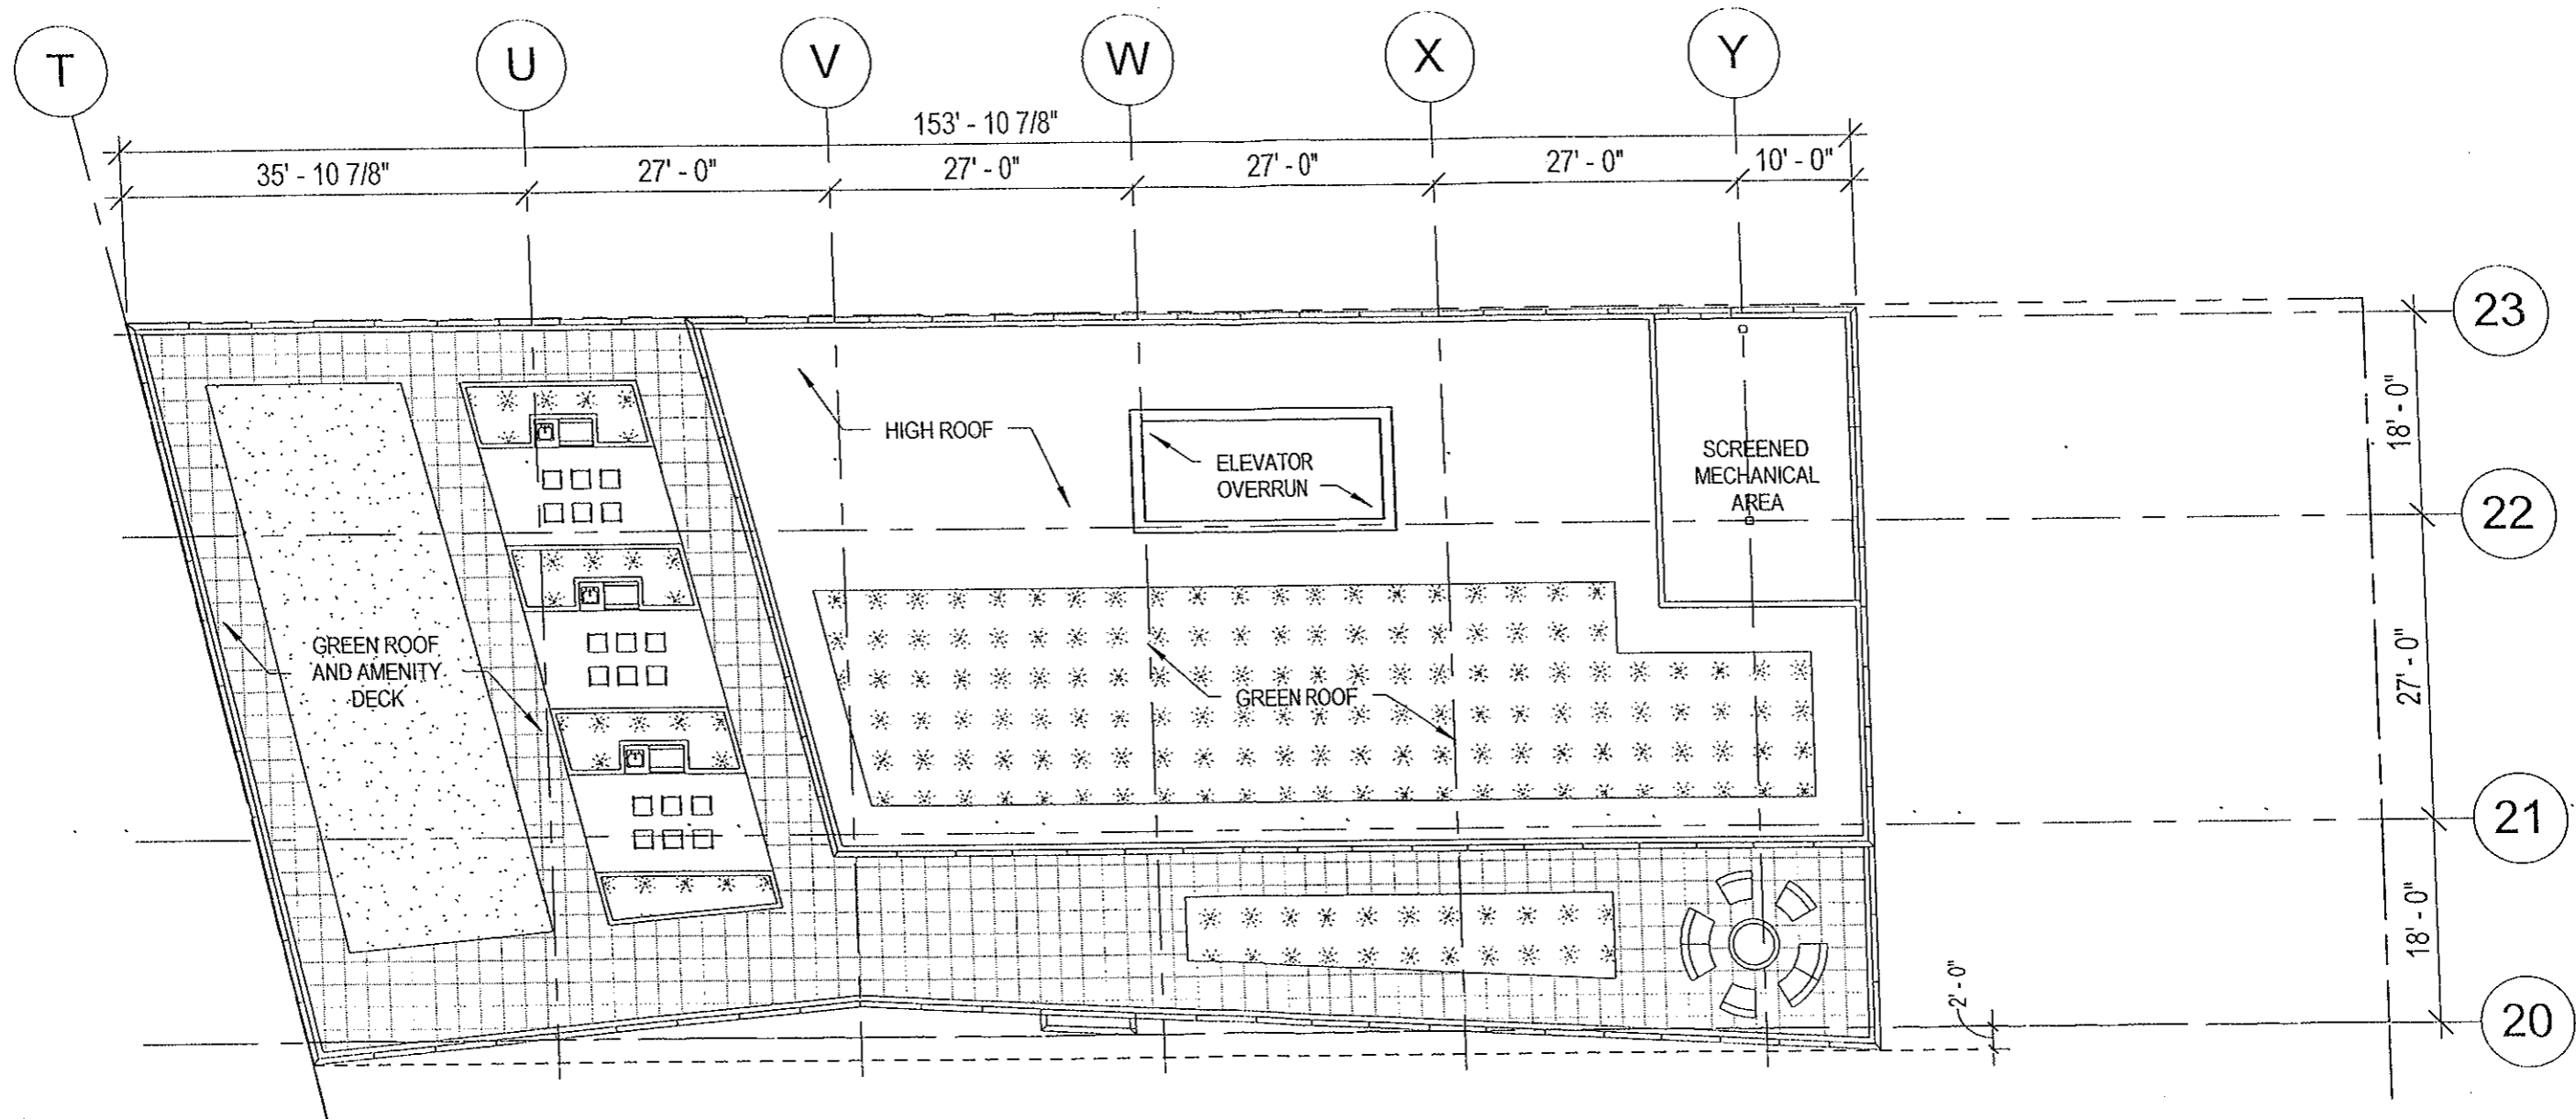 T
U
V
W
X
Y
153' - 10 7/8"
35' - 10 7/8"
27' - 0"
27' - 0"
27' - 0"
27' - 0"
10' - 0"
23
18' - 0"
HIGH ROOF
ELEVATOR
OVERRUN
SCREENED
MECHANICAL
AREA
22
GREEN ROOF
AND AMENITY
DECK
GREEN ROOF
27' - 0"
21
18' - 0"
2' - 0"
20